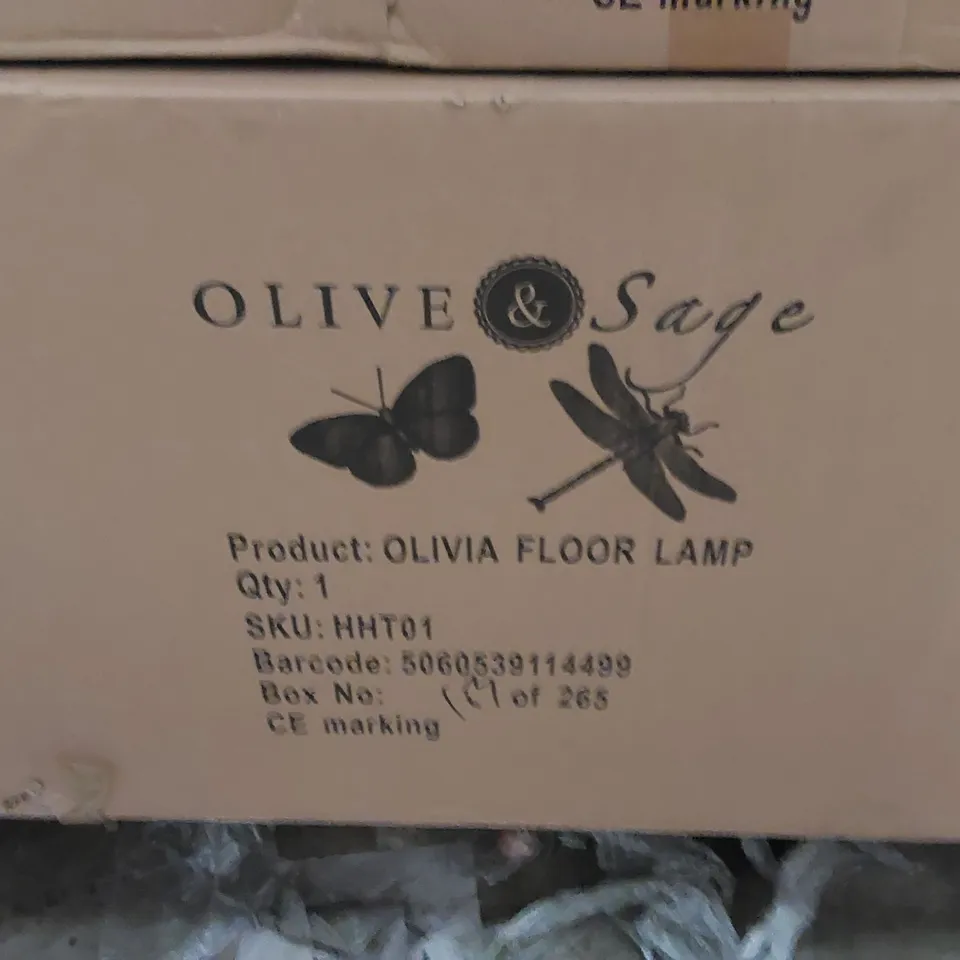 CE marking
OLIVE & Sage
Product: OLIVIA FLOOR LAMP
Qty: 1
SKU: HHT01
Barcode: 5060539114499
Box No: of 265
CE marking